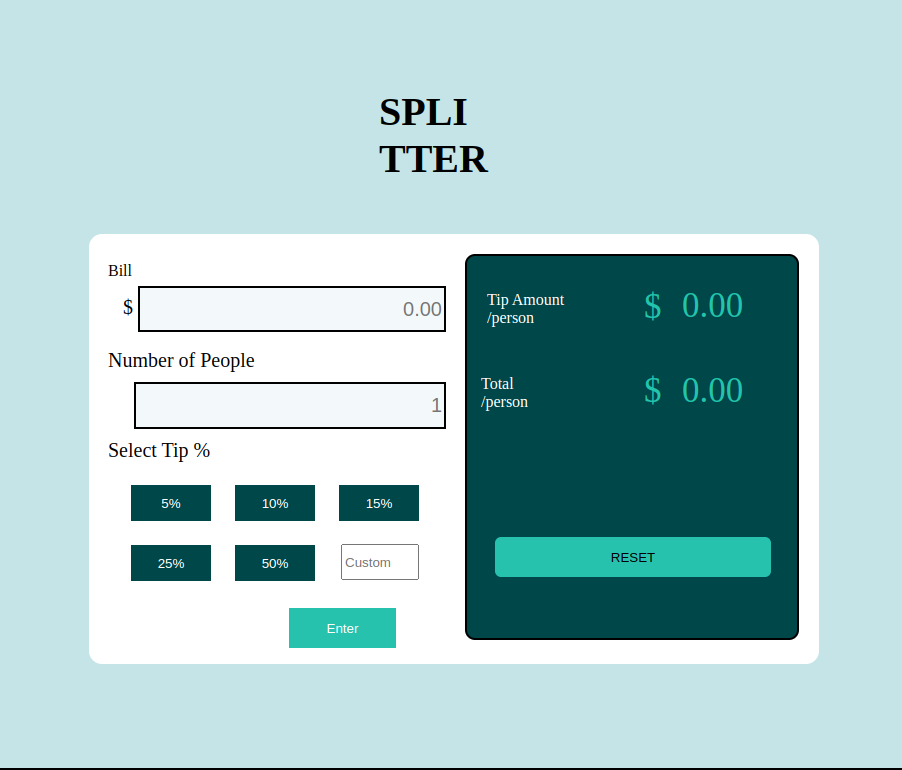 SPLI
TTER
Bill
$ 0.00
Number of People
1
Select Tip %
5% 10% 15%
25% 50% Custom
Enter
Tip Amount
/person
$ 0.00
Total
/person
$ 0.00
RESET